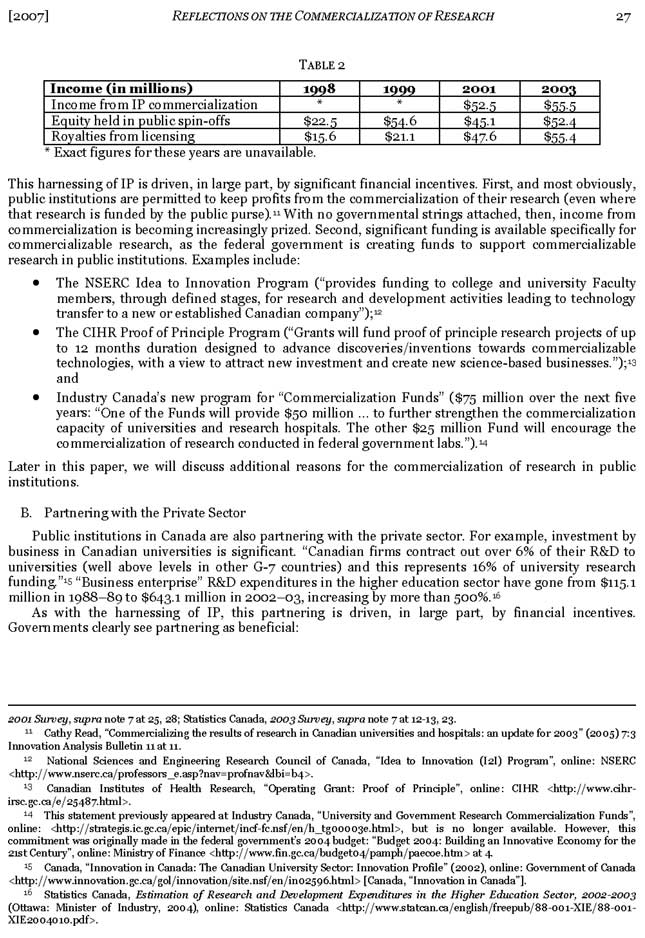 [2007] REFLECTIONS ON THE COMMERCIALIZATION OF RESEARCH 27
TABLE 2
Income (in millions) 1998 1999 2001 2003
Income from IP commercialization * * $52.5 $55.5
Equity held in public spin-offs $22.5 $54.6 $45.1 $52.4
Royalties from licensing $15.6 $21.1 $47.6 $55.4
* Exact figures for these years are unavailable.
This harnessing of IP is driven, in large part, by significant financial incentives. First, and most obviously,
public institutions are permitted to keep profits from the commercialization of their research (even where
that research is funded by the public purse).11 With no governmental strings attached, then, income from
commercialization is becoming increasingly prized. Second, significant funding is available specifically for
commercializable research, as the federal government is creating funds to support commercializable
research in public institutions. Examples include:
• The NSERC Idea to Innovation Program (“provides funding to college and university Faculty
members, through defined stages, for research and development activities leading to technology
transfer to a new or established Canadian company”);12
• The CIHR Proof of Principle Program (“Grants will fund proof of principle research projects of up
to 12 months duration designed to advance discoveries/inventions towards commercializable
technologies, with a view to attract new investment and create new science-based businesses.”);13
and
• Industry Canada’s new program for “Commercialization Funds” ($75 million over the next five
years: “One of the Funds will provide $50 million ... to further strengthen the commercialization
capacity of universities and research hospitals. The other $25 million Fund will encourage the
commercialization of research conducted in federal government labs.”).14
Later in this paper, we will discuss additional reasons for the commercialization of research in public
institutions.
B. Partnering with the Private Sector
Public institutions in Canada are also partnering with the private sector. For example, investment by
business in Canadian universities is significant. “Canadian firms contract out over 6% of their R&D to
universities (well above levels in other G-7 countries) and this represents 16% of university research
funding.”15 “Business enterprise” R&D expenditures in the higher education sector have gone from $115.1
million in 1988–89 to $643.1 million in 2002–03, increasing by more than 500%.16
As with the harnessing of IP, this partnering is driven, in large part, by financial incentives.
Governments clearly see partnering as beneficial:
2001 Survey, supra note 7 at 25, 28; Statistics Canada, 2003 Survey, supra note 7 at 12-13, 23.
11 Cathy Read, “Commercializing the results of research in Canadian universities and hospitals: an update for 2003” (2005) 7:3
Innovation Analysis Bulletin 11 at 11.
12 National Sciences and Engineering Research Council of Canada, “Idea to Innovation (I2I) Program”, online: NSERC
<http://www.nserc.ca/professors_e.asp?nav=profnav&lbi=b4>.
13 Canadian Institutes of Health Research, “Operating Grant: Proof of Principle”, online: CIHR <http://www.cihr-
irsc.gc.ca/e/25487.html>.
14 This statement previously appeared at Industry Canada, “University and Government Research Commercialization Funds”,
online: <http://strategis.ic.gc.ca/epic/internet/incf-fc.nsf/en/h_tg00003e.html>, but is no longer available. However, this
commitment was originally made in the federal government’s 2004 budget: “Budget 2004: Building an Innovative Economy for the
21st Century”, online: Ministry of Finance <http://www.fin.gc.ca/budget04/pamph/paecoe.htm> at 4.
15 Canada, “Innovation in Canada: The Canadian University Sector: Innovation Profile” (2002), online: Government of Canada
<http://www.innovation.gc.ca/gol/innovation/site.nsf/en/in02596.html> [Canada, “Innovation in Canada”].
16 Statistics Canada, Estimation of Research and Development Expenditures in the Higher Education Sector, 2002-2003
(Ottawa: Minister of Industry, 2004), online: Statistics Canada <http://www.statcan.ca/english/freepub/88-001-XIE/88-001-
XIE2004010.pdf>.